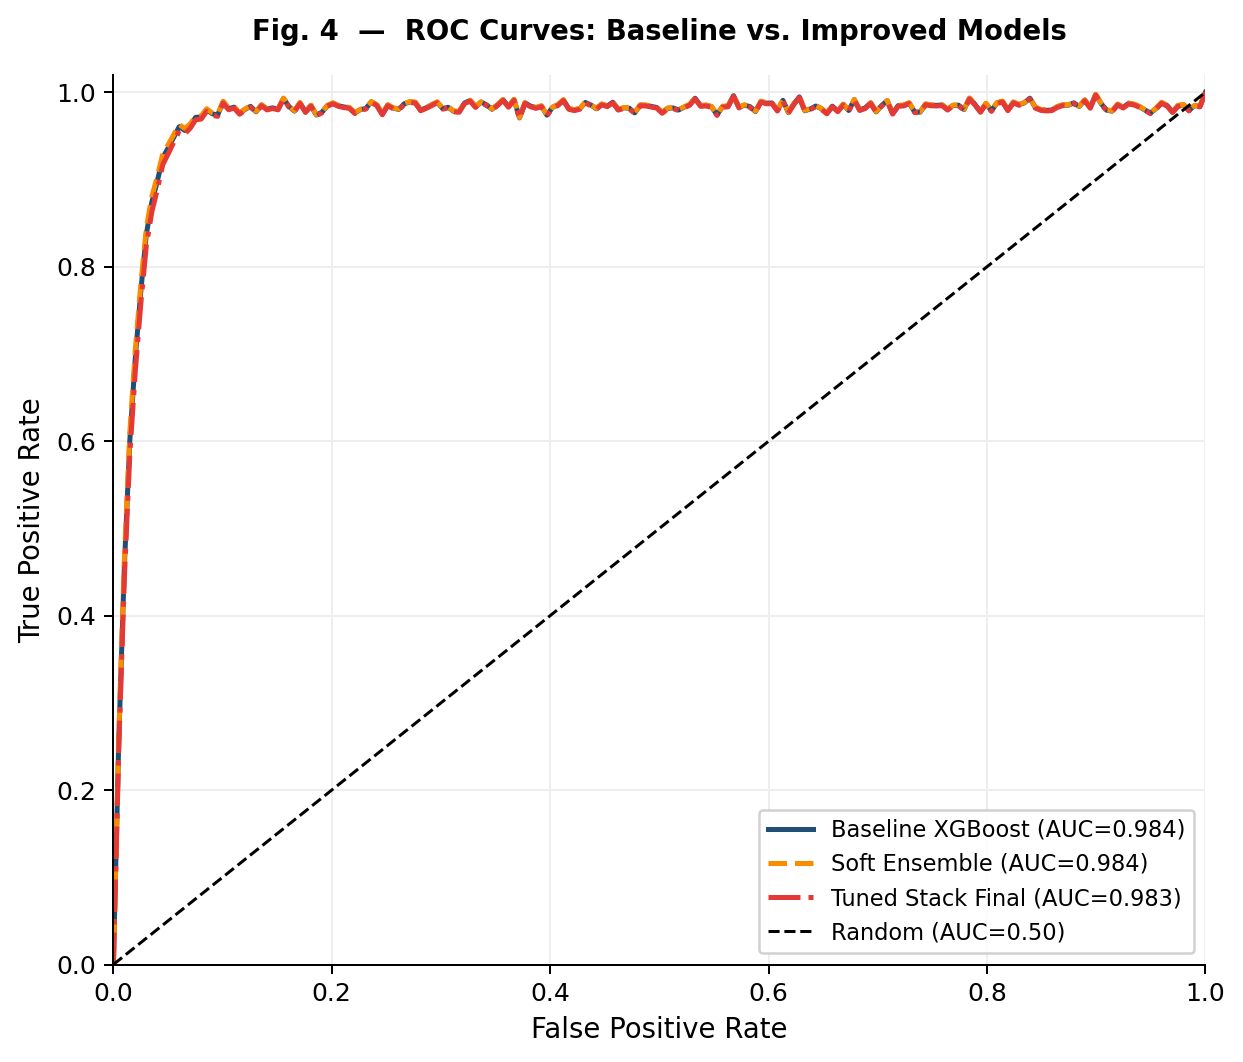 Fig. 4 — ROC Curves: Baseline vs. Improved Models
1.0
0.8
0.6
0.4
0.2
0.0
True Positive Rate
Baseline XGBoost (AUC=0.984)
Soft Ensemble (AUC=0.984)
Tuned Stack Final (AUC=0.983)
Random (AUC=0.50)
0.0 0.2 0.4 0.6 0.8 1.0
False Positive Rate